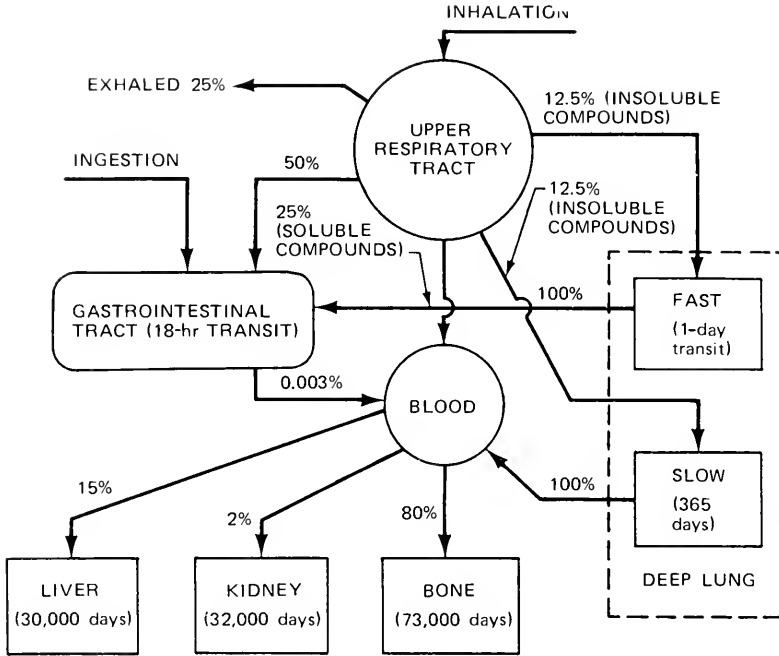 INHALATION
EXHALED 25%
12.5% (INSOLUBLE
COMPOUNDS)
UPPER
RESPIRATORY
TRACT
INGESTION
50%
12.5%
(INSOLUBLE
COMPOUNDS)
25%
(SOLUBLE
COMPOUNDS)
GASTROINTESTINAL
TRACT (18-hr TRANSIT)
100%
FAST
(1-day
transit)
0.003%
BLOOD
15%
2%
80%
100%
SLOW
(365
days)
DEEP LUNG
LIVER
(30,000 days)
KIDNEY
(32,000 days)
BONE
(73,000 days)